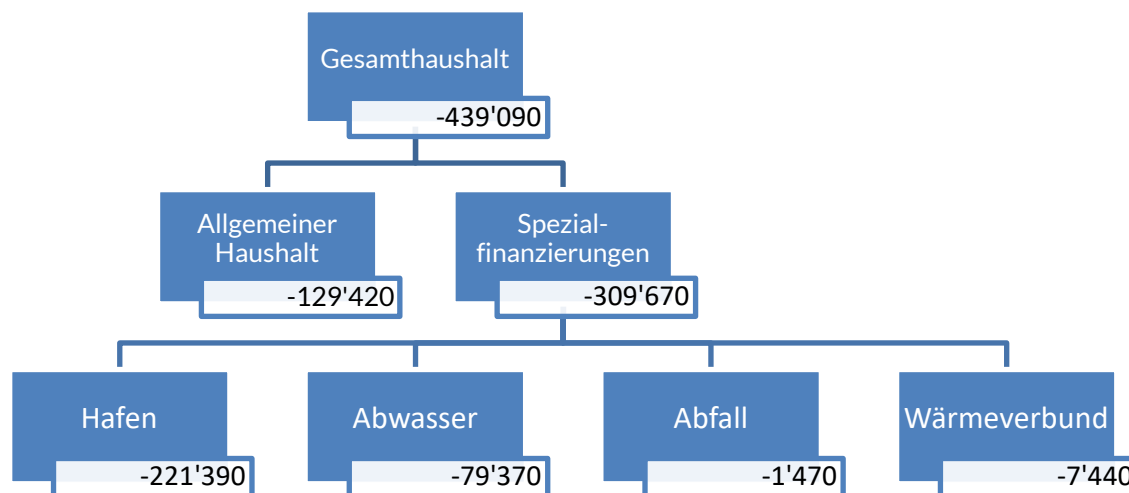 Gesamthaushalt
-439'090
Allgemeiner
Haushalt
-129'420
Spezial-
finanzierungen
-309'670
Hafen
-221'390
Abwasser
-79'370
Abfall
-1'470
Wärmeverbund
-7'440